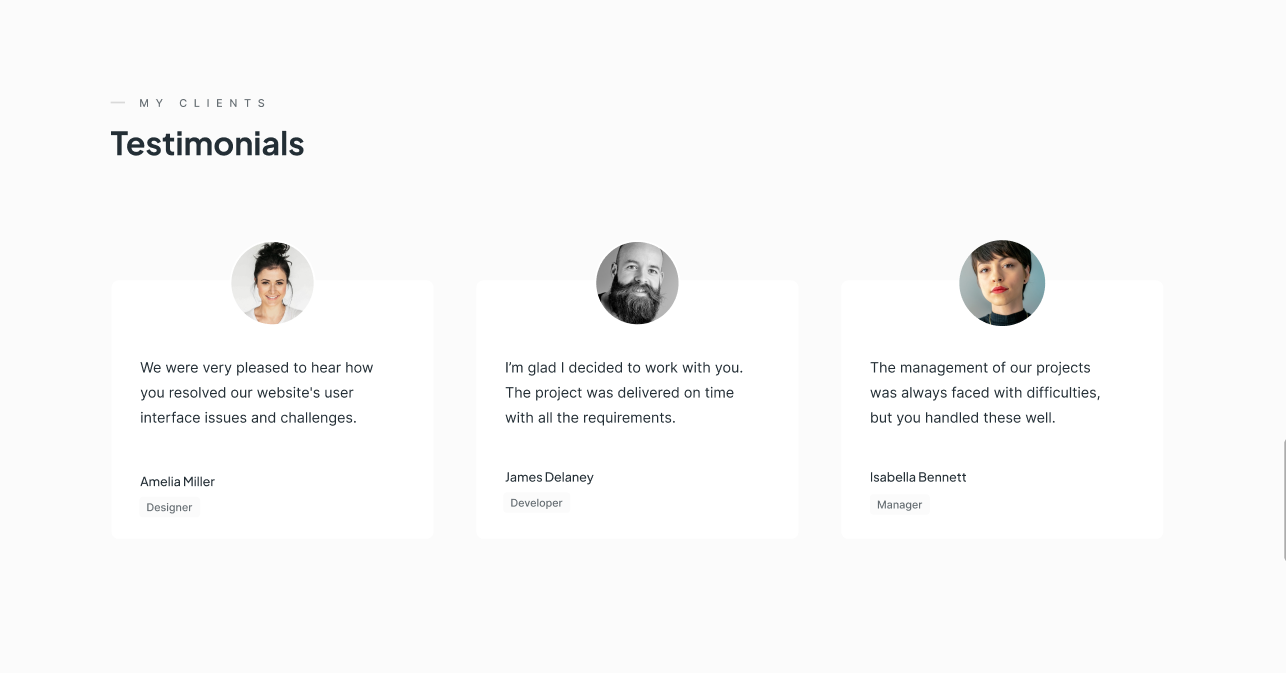 MY CLIENTS
Testimonials
We were very pleased to hear how
you resolved our website's user
interface issues and challenges.
Amelia Miller
Designer
I’m glad I decided to work with you.
The project was delivered on time
with all the requirements.
James Delaney
Developer
The management of our projects
was always faced with difficulties,
but you handled these well.
Isabella Bennett
Manager